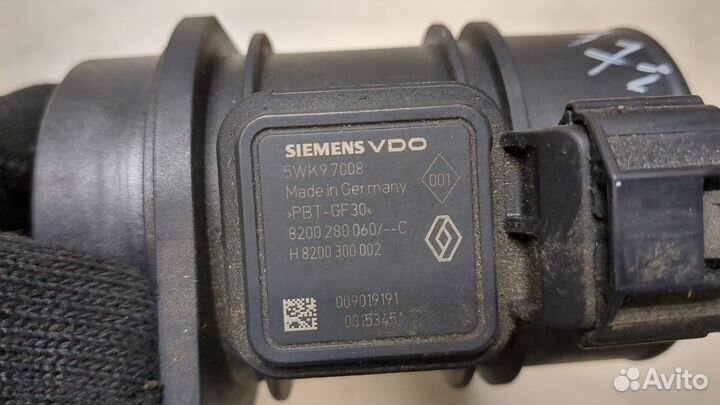 SIEMENS VDO
5WK9 7008
Made in Germany
001
>PBT-GF30<
8200 280 060/--C
H 8200 300 002
009019191
Avito